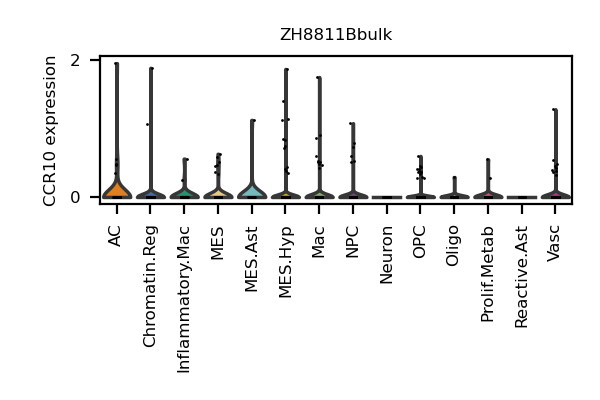 ZH8811Bbulk
CCR10 expression
2
0
AC
Chromatin.Reg
Inflammatory.Mac
MES
MES.Ast
MES.Hyp
Mac
NPC
Neuron
OPC
Oligo
Prolif.Metab
Reactive.Ast
Vasc